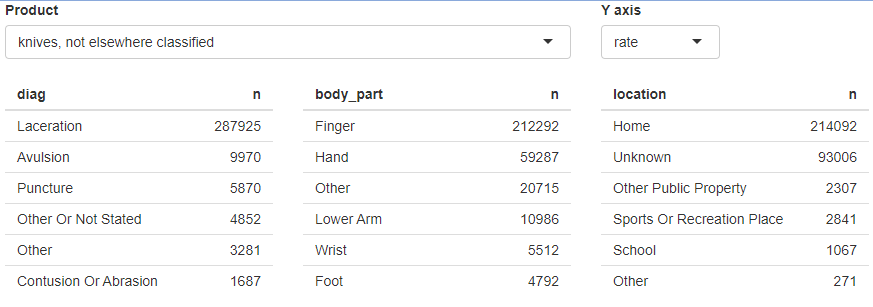 Product Y axis
knives, not elsewhere classified rate
diag n body_part n location n
Laceration 287925 Finger 212292 Home 214092
Avulsion 9970 Hand 59287 Unknown 93006
Puncture 5870 Other 20715 Other Public Property 2307
Other Or Not Stated 4852 Lower Arm 10986 Sports Or Recreation Place 2841
Other 3281 Wrist 5512 School 1067
Contusion Or Abrasion 1687 Foot 4792 Other 271